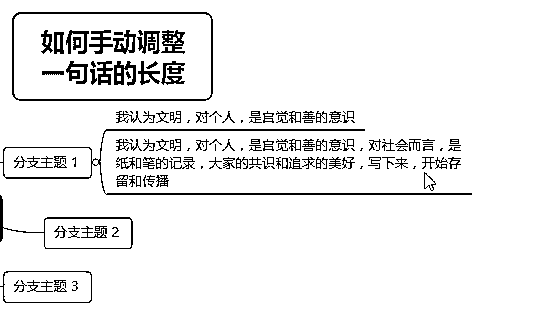 如何手动调整
一句话的长度
我认为文明，对个人，是自觉和善的意识
我认为文明，对个人，是自觉和善的意识，对社会而言，是
纸和笔的记录，大家的共识和追求的美好，写下来，开始存
留和传播
分支主题 1
分支主题 2
分支主题 3